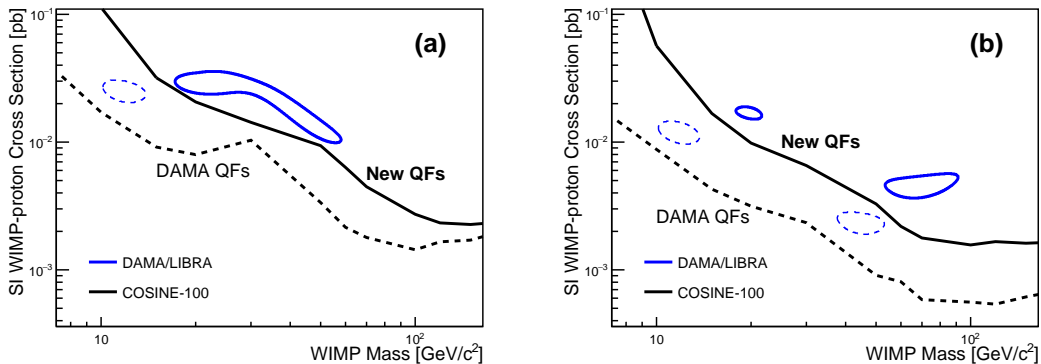 SI WIMP-proton Cross Section [pb]
10⁻¹
10⁻²
10⁻³
(a)
DAMA QFs
New QFs
DAMA/LIBRA
COSINE-100
10
10²
WIMP Mass [GeV/c²]
SI WIMP-proton Cross Section [pb]
10⁻¹
10⁻²
10⁻³
(b)
New QFs
DAMA QFs
DAMA/LIBRA
COSINE-100
10
10²
WIMP Mass [GeV/c²]